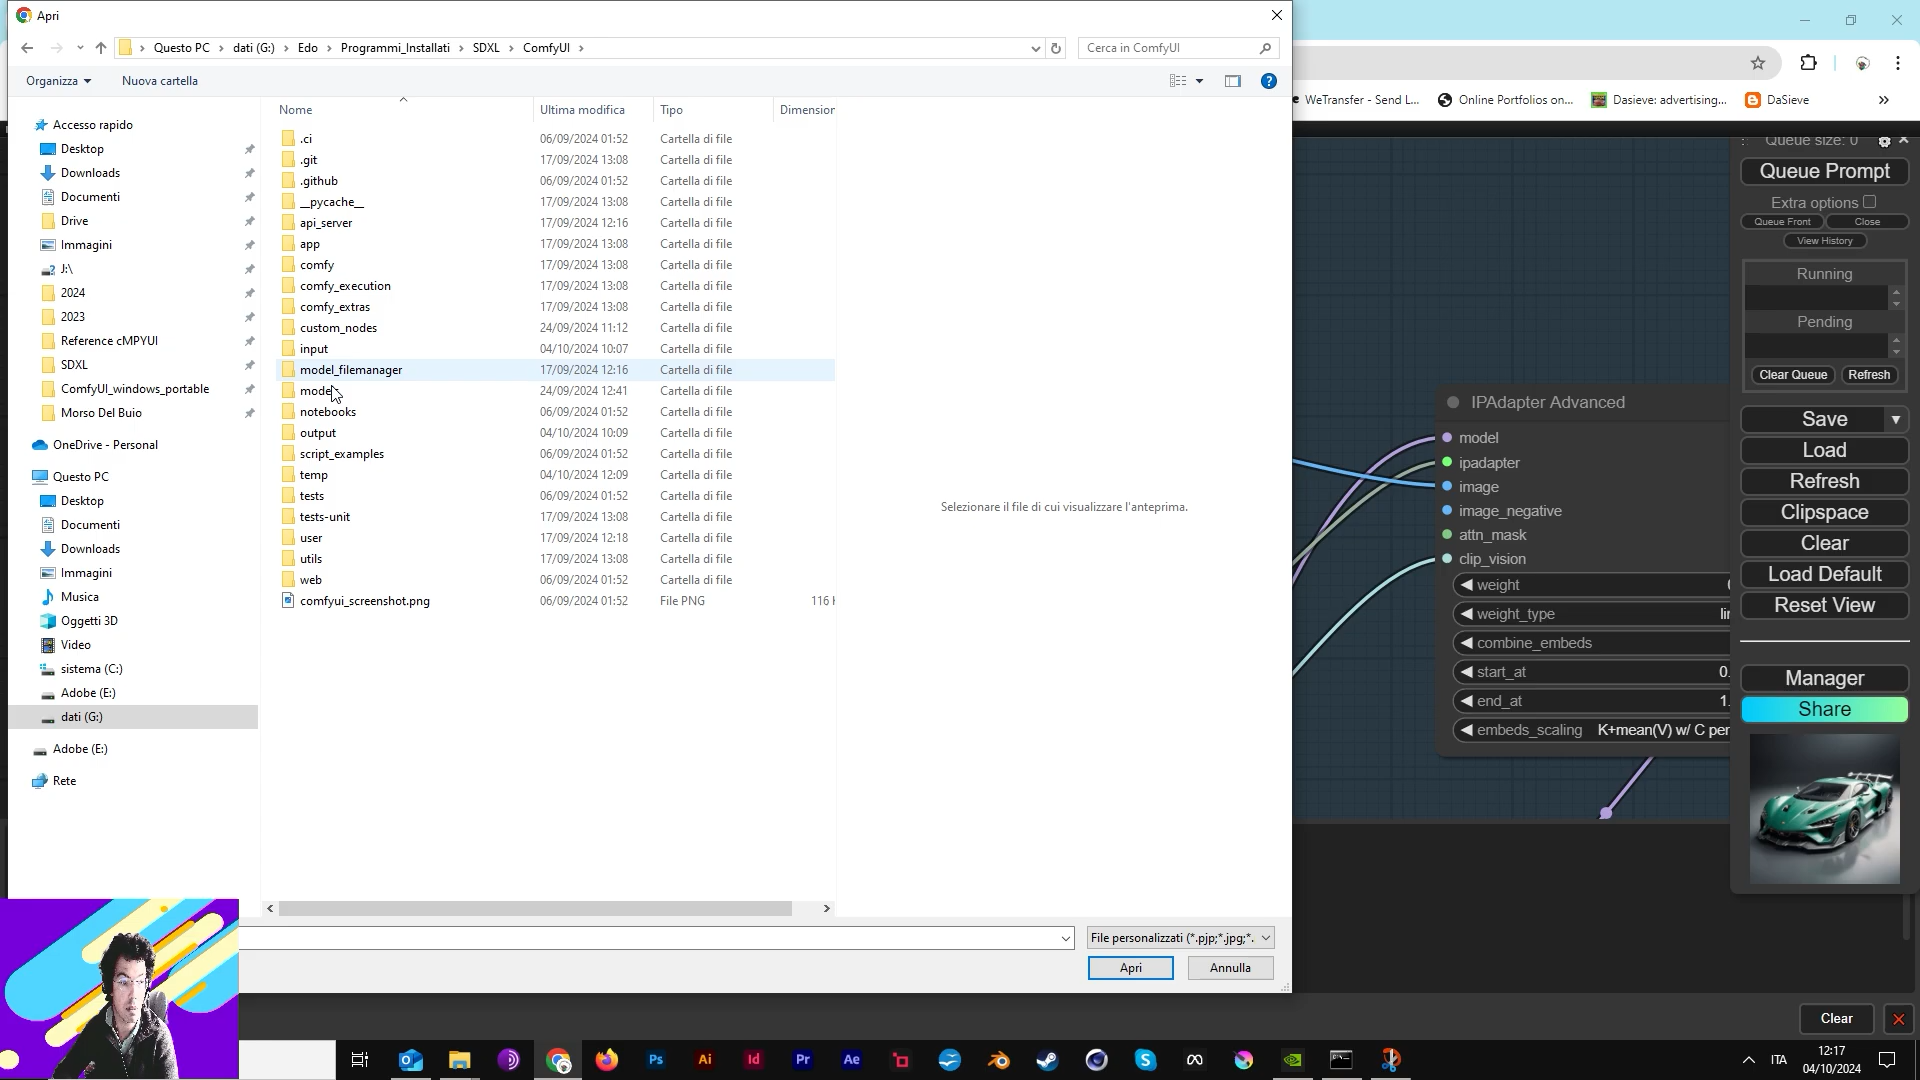 Apri
Questo PC > dati (G:) > Edo > Programmi_Installati > SDXL > ComfyUI >
Cerca in ComfyUI
Organizza
Nuova cartella
Nome
Ultima modifica
Tipo
Dimension
Accesso rapido
Desktop
Downloads
Documenti
Drive
Immagini
J:\
2024
2023
Reference cMPYUI
SDXL
ComfyUI_windows_portable
Morso Del Buio
OneDrive - Personal
Questo PC
Desktop
Documenti
Downloads
Immagini
Musica
Oggetti 3D
Video
sistema (C:)
Adobe (E:)
dati (G:)
Adobe (E:)
Rete
.ci 06/09/2024 01:52 Cartella di file
.git 17/09/2024 13:08 Cartella di file
.github 06/09/2024 01:52 Cartella di file
__pycache__ 17/09/2024 13:08 Cartella di file
api_server 17/09/2024 12:16 Cartella di file
app 17/09/2024 13:08 Cartella di file
comfy 17/09/2024 13:08 Cartella di file
comfy_execution 17/09/2024 13:08 Cartella di file
comfy_extras 17/09/2024 13:08 Cartella di file
custom_nodes 24/09/2024 11:12 Cartella di file
input 04/10/2024 10:07 Cartella di file
model_filemanager 17/09/2024 12:16 Cartella di file
model 24/09/2024 12:41 Cartella di file
notebooks 06/09/2024 01:52 Cartella di file
output 04/10/2024 10:09 Cartella di file
script_examples 06/09/2024 01:52 Cartella di file
temp 04/10/2024 12:09 Cartella di file
tests 06/09/2024 01:52 Cartella di file
tests-unit 17/09/2024 13:08 Cartella di file
user 17/09/2024 12:18 Cartella di file
utils 17/09/2024 13:08 Cartella di file
web 06/09/2024 01:52 Cartella di file
comfyui_screenshot.png 06/09/2024 01:52 File PNG 116
Selezionare il file di cui visualizzare l'anteprima.
File personalizzati (*.pjp;*.jpg;*.
Apri
Annulla
WeTransfer - Send L...
Online Portfolios on...
Dasieve: advertising...
DaSieve
Queue size: 0
Queue Prompt
Extra options
Queue Front
Close
View History
Running
Pending
Clear Queue
Refresh
Save
Load
Refresh
Clipspace
Clear
Load Default
Reset View
Manager
Share
IPAdapter Advanced
model
ipadapter
image
image_negative
attn_mask
clip_vision
weight
weight_type
combine_embeds
start_at 0.
end_at 1.
embeds_scaling K+mean(V) w/ C per
Clear
Ps
Ai
Id
Pr
Ae
ITA
12:17
04/10/2024